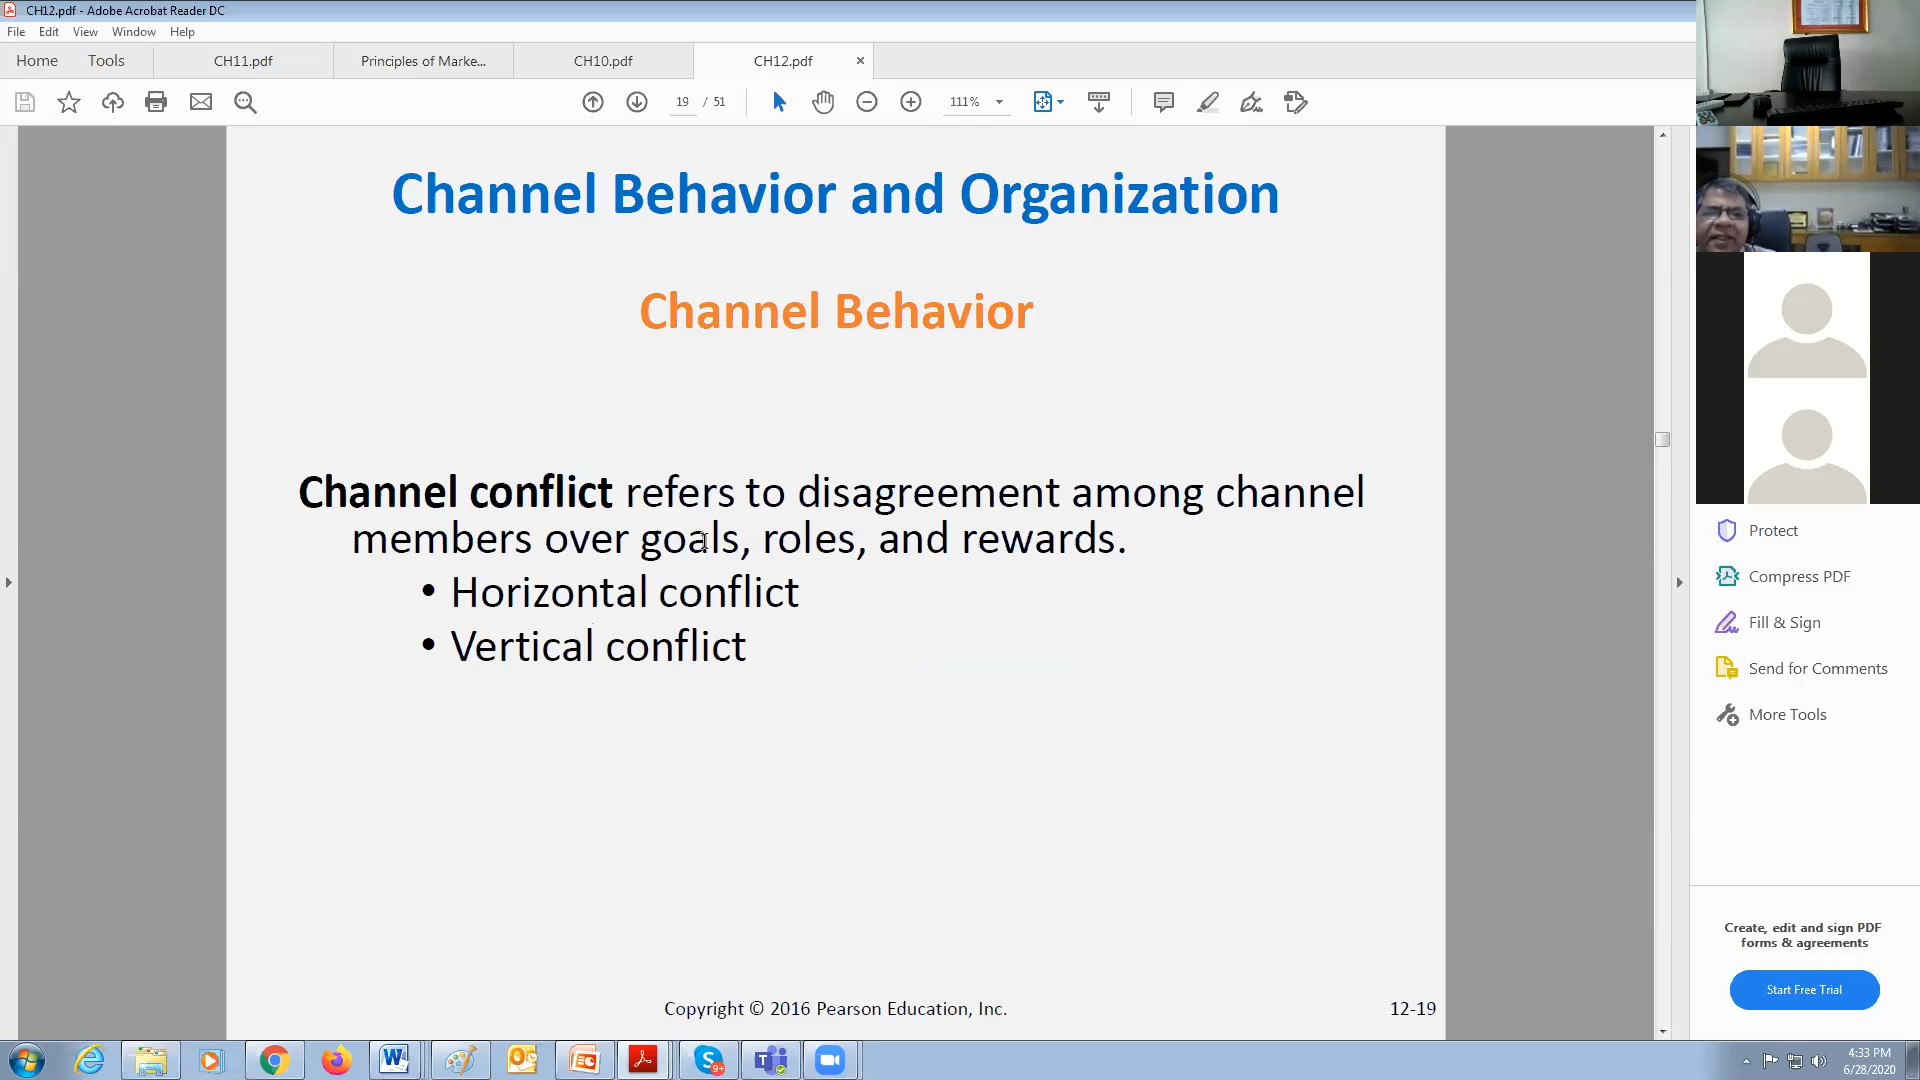 CH12.pdf - Adobe Acrobat Reader DC
File Edit View Window Help
Home Tools CH11.pdf Principles of Marke... CH10.pdf CH12.pdf ×
19 / 51 111%
Channel Behavior and Organization
Channel Behavior
Channel conflict refers to disagreement among channel
members over goals, roles, and rewards.
• Horizontal conflict
• Vertical conflict
Copyright © 2016 Pearson Education, Inc.
12-19
Protect
Compress PDF
Fill & Sign
Send for Comments
More Tools
Create, edit and sign PDF
forms & agreements
Start Free Trial
9+
4:33 PM
6/28/2020